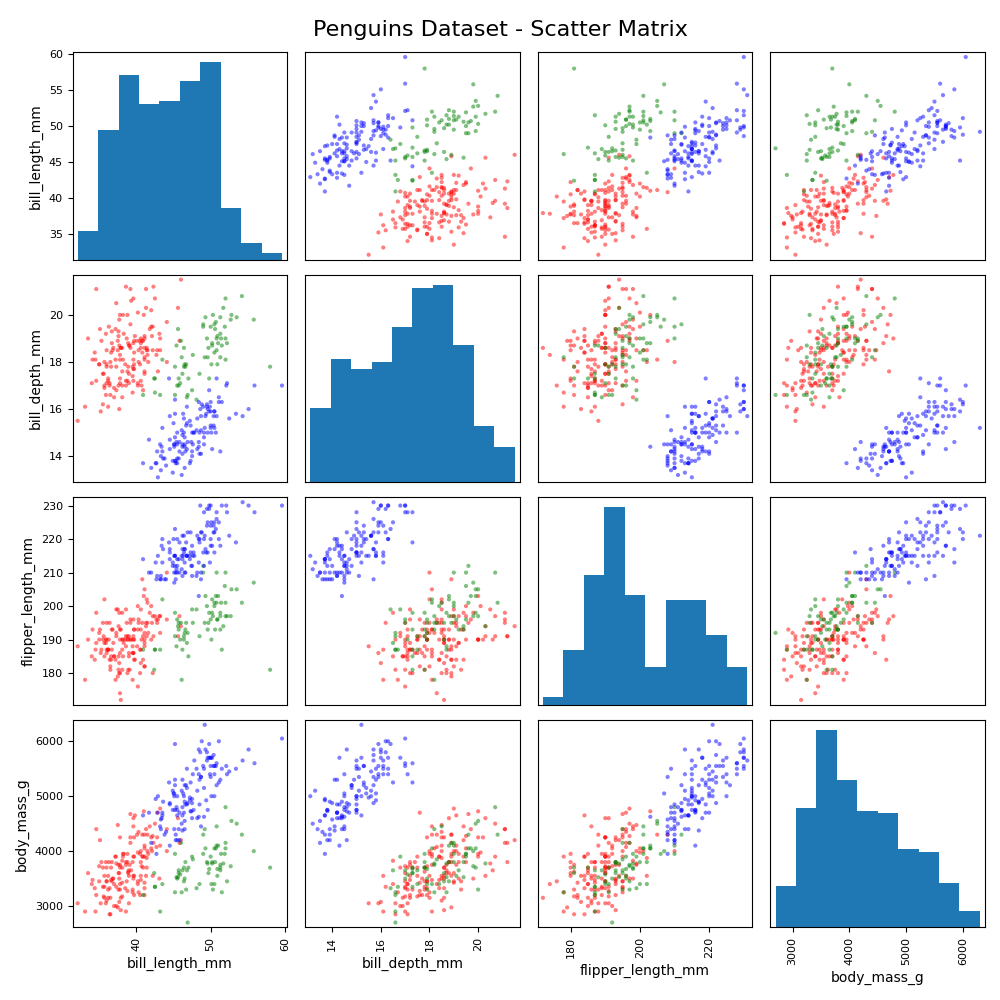 Penguins Dataset - Scatter Matrix
60
55
50
45
40
35
bill_length_mm
20
18
16
14
bill_depth_mm
230
220
210
200
190
180
flipper_length_mm
6000
5000
4000
3000
body_mass_g
40 50 60
bill_length_mm
14 16 18 20
bill_depth_mm
180 200 220
flipper_length_mm
3000 4000 5000 6000
body_mass_g